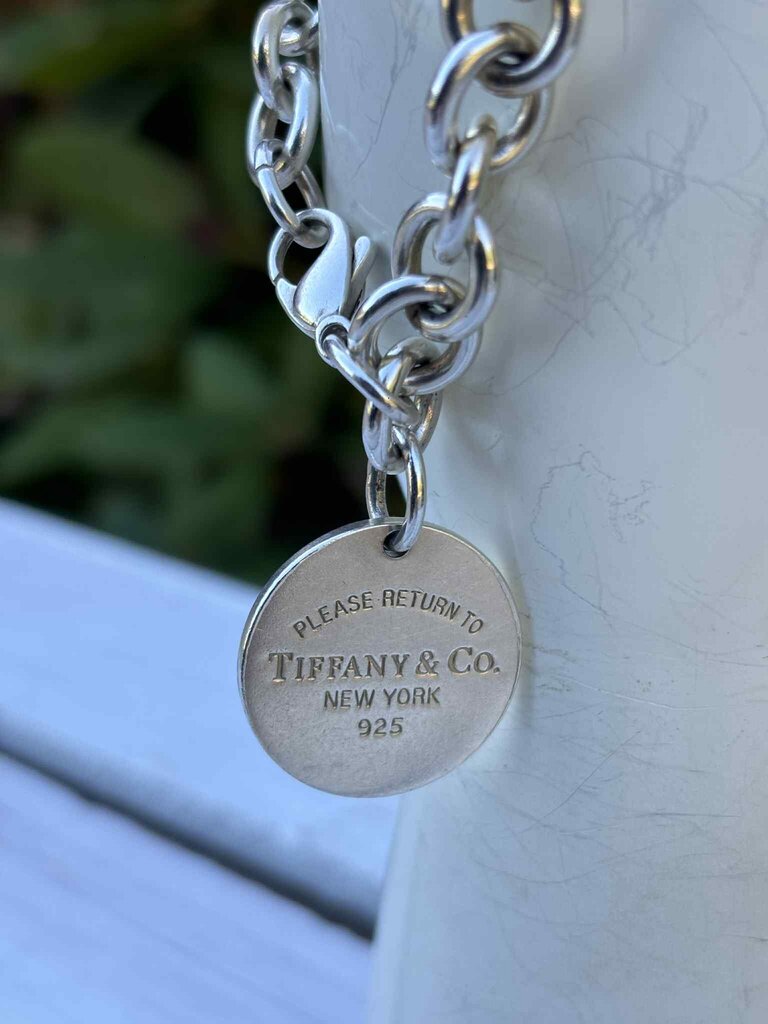 PLEASE RETURN TO
TIFFANY & CO.
NEW YORK
925